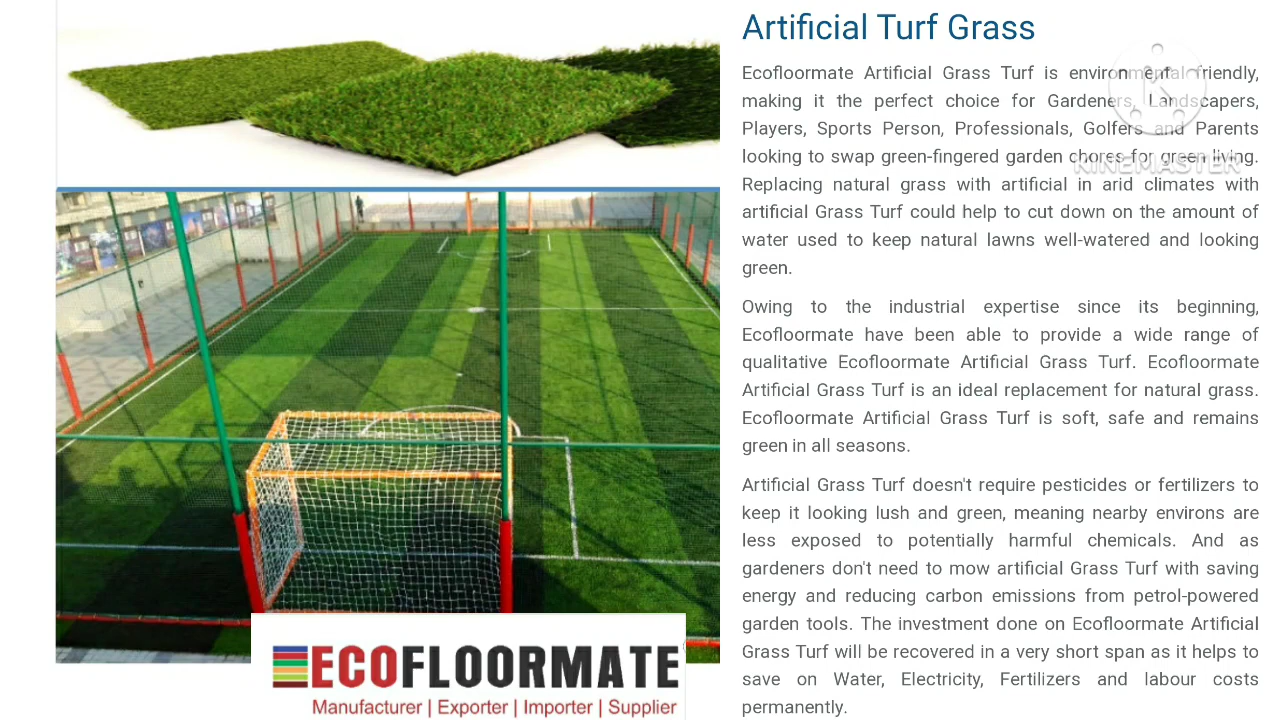 Artificial Turf Grass
Ecofloormate Artificial Grass Turf is environmental friendly,
making it the perfect choice for Gardeners, Landscapers,
Players, Sports Person, Professionals, Golfers and Parents
looking to swap green-fingered garden chores for green living.
Replacing natural grass with artificial in arid climates with
artificial Grass Turf could help to cut down on the amount of
water used to keep natural lawns well-watered and looking
green.
Owing to the industrial expertise since its beginning,
Ecofloormate have been able to provide a wide range of
qualitative Ecofloormate Artificial Grass Turf. Ecofloormate
Artificial Grass Turf is an ideal replacement for natural grass.
Ecofloormate Artificial Grass Turf is soft, safe and remains
green in all seasons.
Artificial Grass Turf doesn't require pesticides or fertilizers to
keep it looking lush and green, meaning nearby environs are
less exposed to potentially harmful chemicals. And as
gardeners don't need to mow artificial Grass Turf with saving
energy and reducing carbon emissions from petrol-powered
garden tools. The investment done on Ecofloormate Artificial
Grass Turf will be recovered in a very short span as it helps to
save on Water, Electricity, Fertilizers and labour costs
permanently.
K
KINEMASTER
ECOFLOORMATE
Manufacturer | Exporter | Importer | Supplier